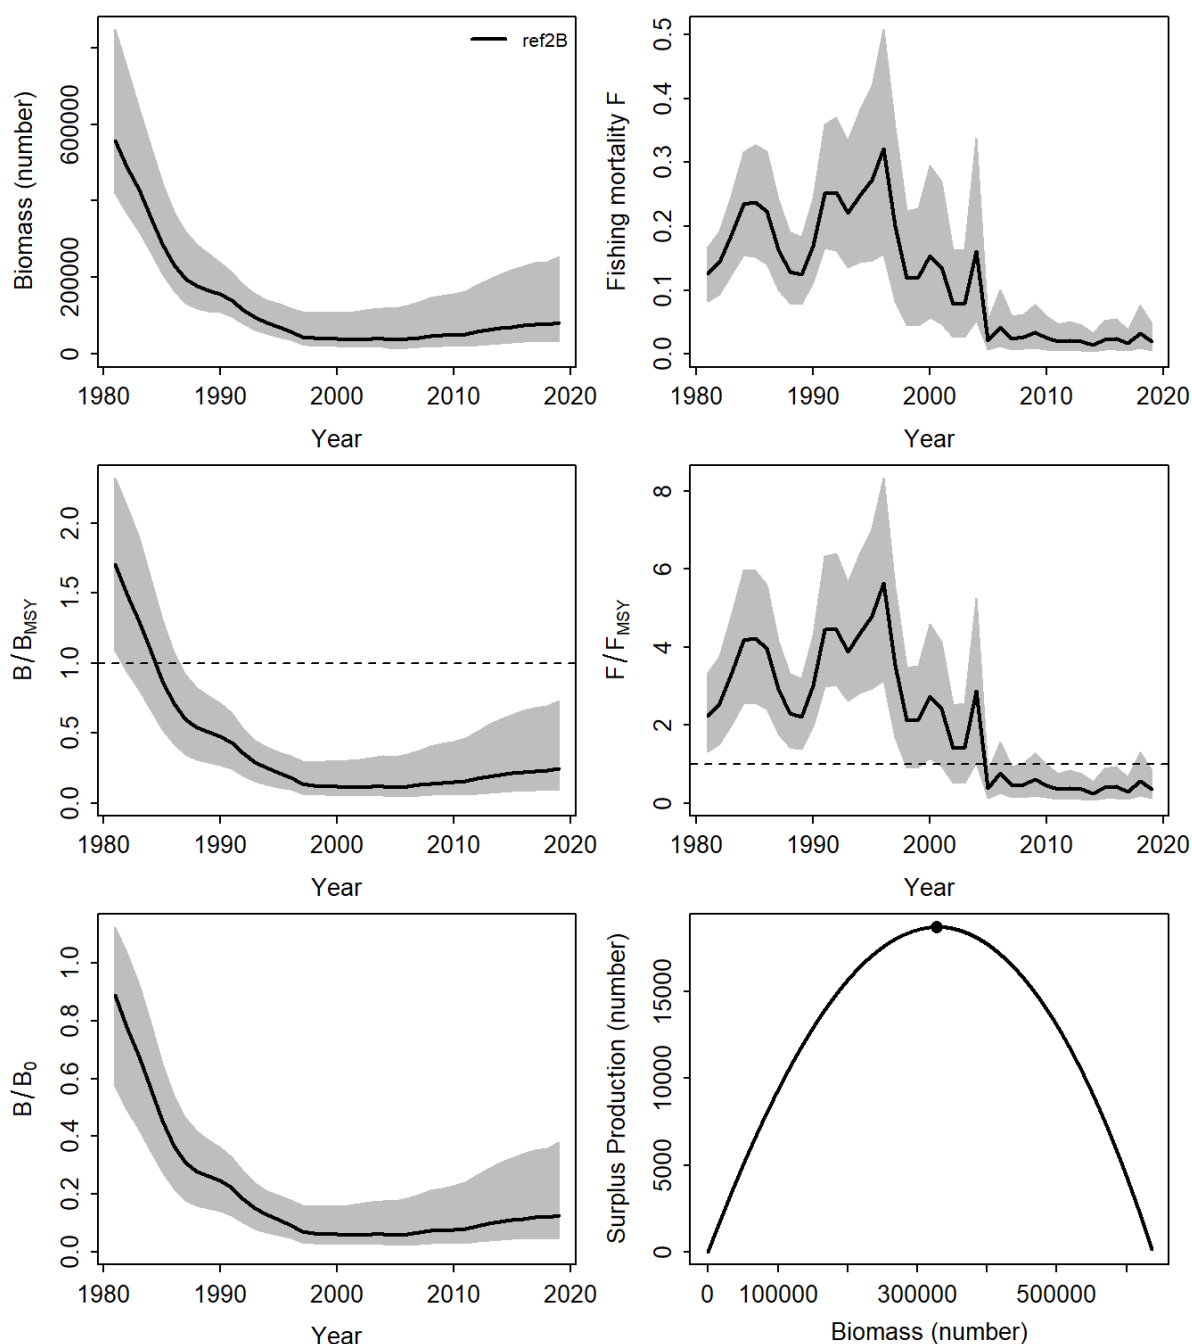 ref2B
Biomass (number)
0
200000
600000
1980 1990 2000 2010 2020
Year
Fishing mortality F
0.0 0.1 0.2 0.3 0.4 0.5
1980 1990 2000 2010 2020
Year
B/BMSY
0.0 0.5 1.0 1.5 2.0
1980 1990 2000 2010 2020
Year
F/FMSY
0 2 4 6 8
1980 1990 2000 2010 2020
Year
B/B0
0.0 0.2 0.4 0.6 0.8 1.0
1980 1990 2000 2010 2020
Year
Surplus Production (number)
0 5000 10000 15000
0 100000 300000 500000
Biomass (number)